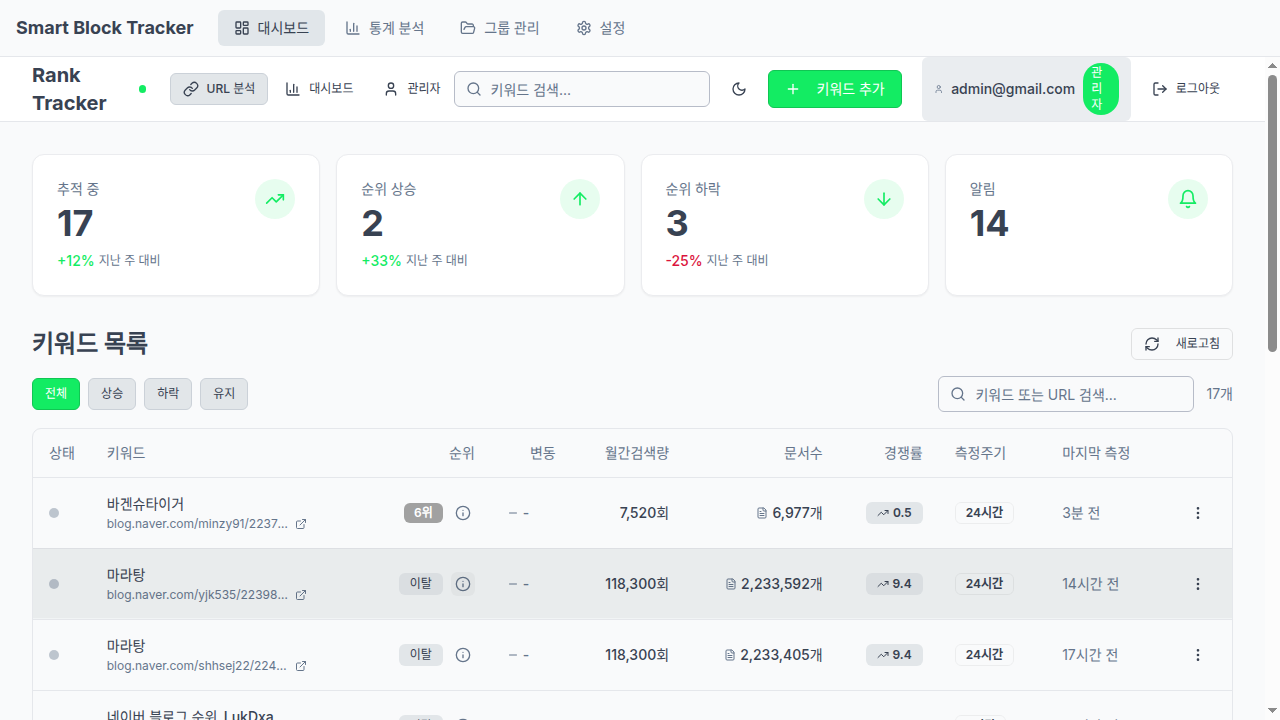 Smart Block Tracker 대시보드 통계 분석 그룹 관리 설정
Rank Tracker URL 분석 대시보드 관리자 키워드 검색... 키워드 추가 admin@gmail.com 관리자 로그아웃
추적 중 순위 상승 순위 하락 알림
17 2 3 14
+12% 지난 주 대비 +33% 지난 주 대비 -25% 지난 주 대비
키워드 목록 새로고침
전체 상승 하락 유지 키워드 또는 URL 검색... 17개
상태 키워드 순위 변동 월간검색량 문서수 경쟁률 측정주기 마지막 측정
바겐슈타이거
blog.naver.com/minzy91/2237... 6위 - 7,520회 6,977개 0.5 24시간 3분 전
마라탕
blog.naver.com/yjk535/22398... 이탈 - 118,300회 2,233,592개 9.4 24시간 14시간 전
마라탕
blog.naver.com/shhsej22/224... 이탈 - 118,300회 2,233,405개 9.4 24시간 17시간 전
네이버 블로그 순위_LukDxa